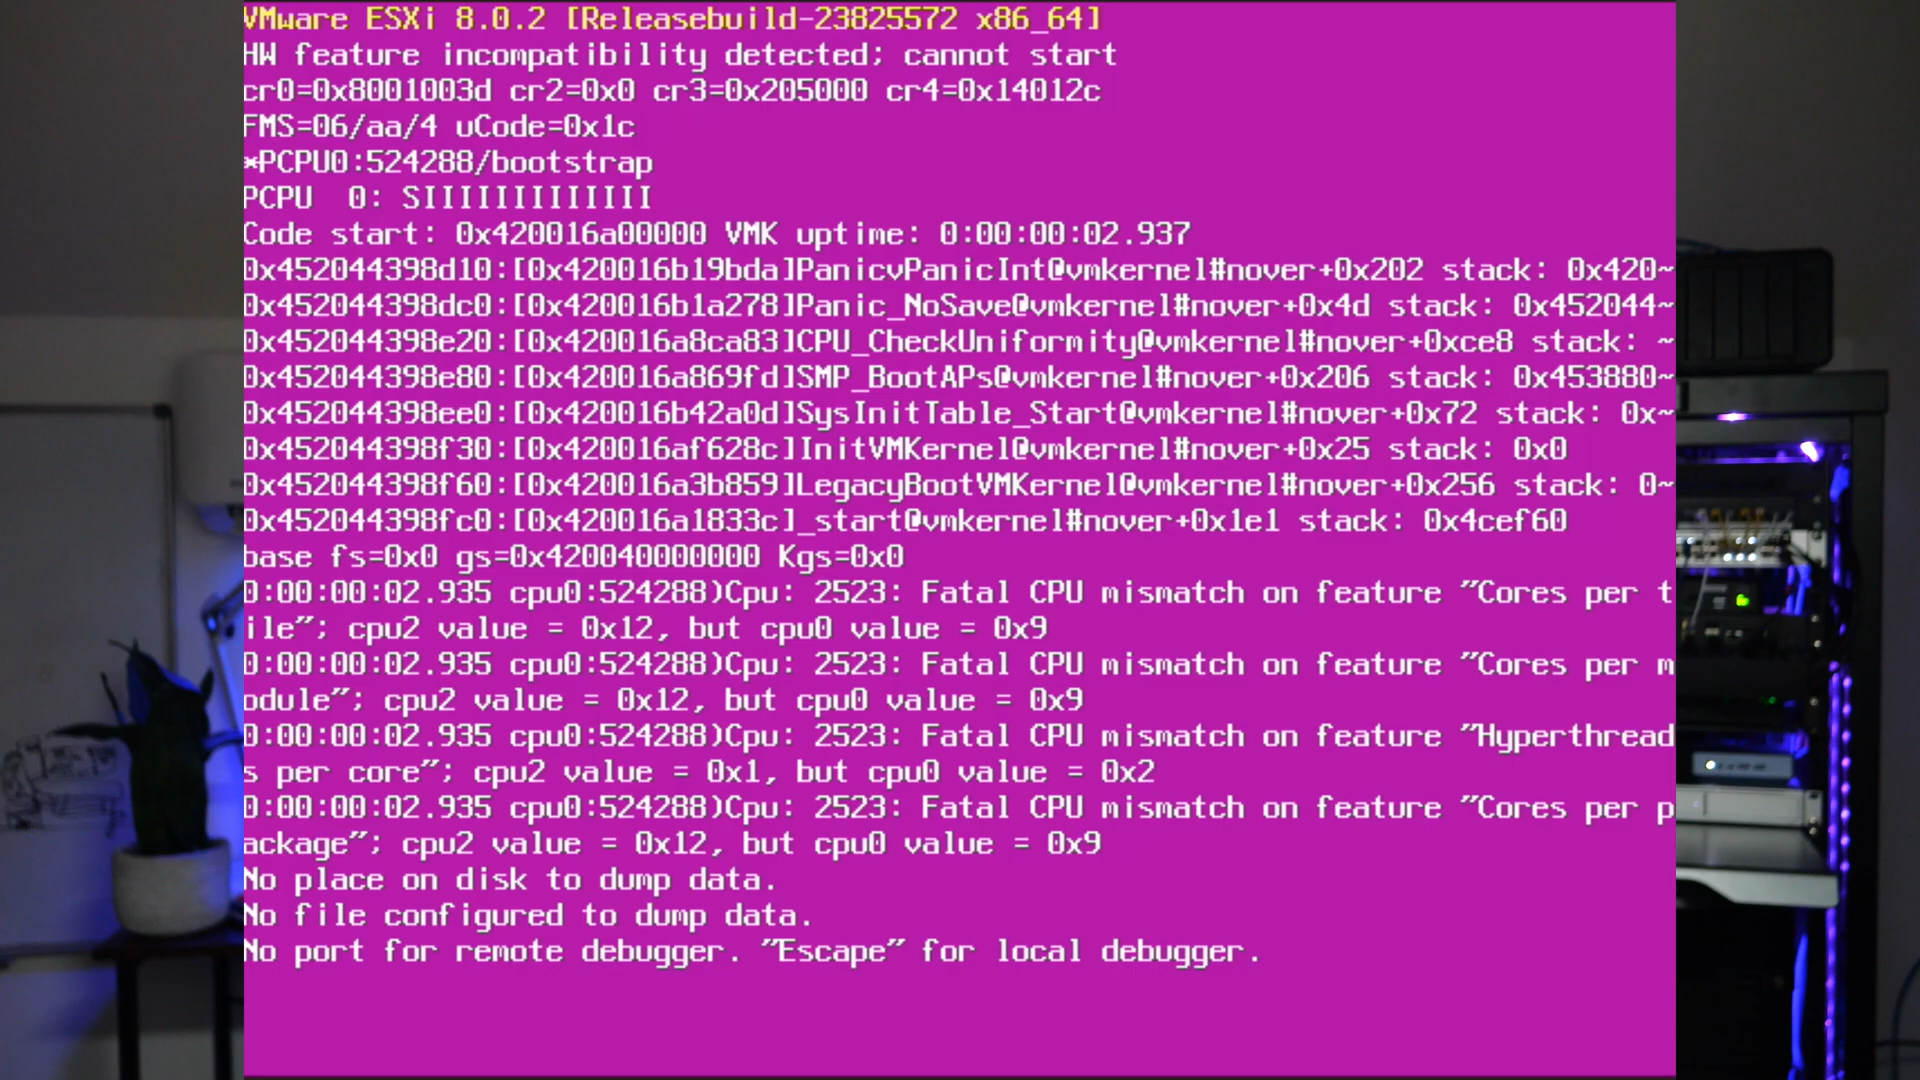 VMware ESXi 8.0.2 [Releasebuild-23825572 x86_64]
HW feature incompatibility detected; cannot start
cr0=0x8001003d cr2=0x0 cr3=0x205000 cr4=0x14012c
FMS=06/aa/4 uCode=0x1c
*PCPU0:524288/bootstrap
PCPU  0: SIIIIIIIIIIIII
Code start: 0x420016a00000 VMK uptime: 0:00:00:02.937
0x452044398d10:[0x420016b19bda]PanicvPanicInt@vmkernel#nover+0x202 stack: 0x420~
0x452044398dc0:[0x420016b1a278]Panic_NoSave@vmkernel#nover+0x4d stack: 0x452044~
0x452044398e20:[0x420016a8ca83]CPU_CheckUniformity@vmkernel#nover+0xce8 stack: ~
0x452044398e80:[0x420016a869fd]SMP_BootAPs@vmkernel#nover+0x206 stack: 0x453880~
0x452044398ee0:[0x420016b42a0d]SysInitTable_Start@vmkernel#nover+0x72 stack: 0x~
0x452044398f30:[0x420016af628c]InitVMKernel@vmkernel#nover+0x25 stack: 0x0
0x452044398f60:[0x420016a3b859]LegacyBootVMKernel@vmkernel#nover+0x256 stack: 0~
0x452044398fc0:[0x420016a1833c]_start@vmkernel#nover+0x1e1 stack: 0x4cef60
base fs=0x0 gs=0x420040000000 Kgs=0x0
0:00:00:02.935 cpu0:524288)Cpu: 2523: Fatal CPU mismatch on feature "Cores per t
ile"; cpu2 value = 0x12, but cpu0 value = 0x9
0:00:00:02.935 cpu0:524288)Cpu: 2523: Fatal CPU mismatch on feature "Cores per m
odule"; cpu2 value = 0x12, but cpu0 value = 0x9
0:00:00:02.935 cpu0:524288)Cpu: 2523: Fatal CPU mismatch on feature "Hyperthread
s per core"; cpu2 value = 0x1, but cpu0 value = 0x2
0:00:00:02.935 cpu0:524288)Cpu: 2523: Fatal CPU mismatch on feature "Cores per p
ackage"; cpu2 value = 0x12, but cpu0 value = 0x9
No place on disk to dump data.
No file configured to dump data.
No port for remote debugger. "Escape" for local debugger.